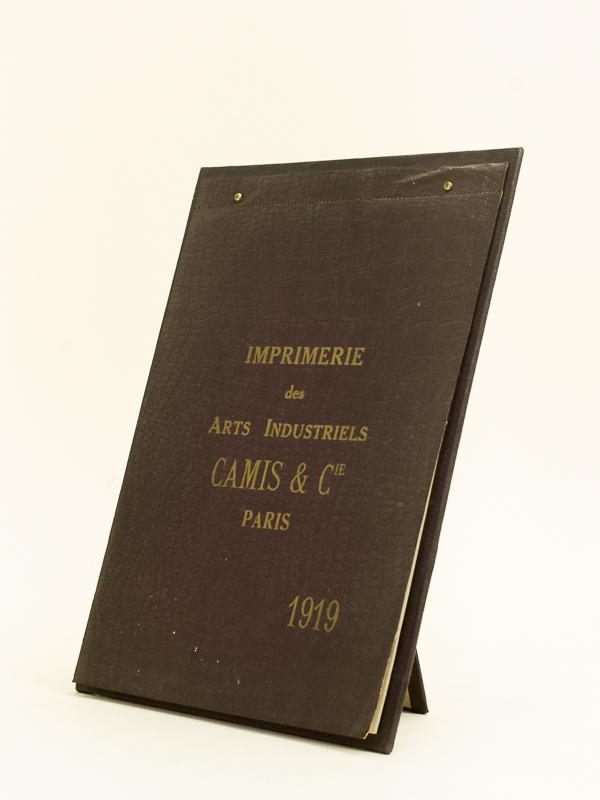 IMPRIMERIE
des
ARTS INDUSTRIELS
CAMIS & CIE
PARIS
1919